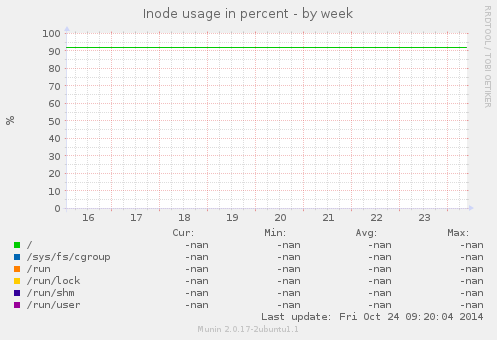 Inode usage in percent - by week
RRDTOOL / TOBI OETIKER
%
100
90
80
70
60
50
40
30
20
10
0
16 17 18 19 20 21 22 23
Cur: Min: Avg: Max:
/ -nan -nan -nan -nan
/sys/fs/cgroup -nan -nan -nan -nan
/run -nan -nan -nan -nan
/run/lock -nan -nan -nan -nan
/run/shm -nan -nan -nan -nan
/run/user -nan -nan -nan -nan
Last update: Fri Oct 24 09:20:04 2014
Munin 2.0.17-2ubuntu1.1